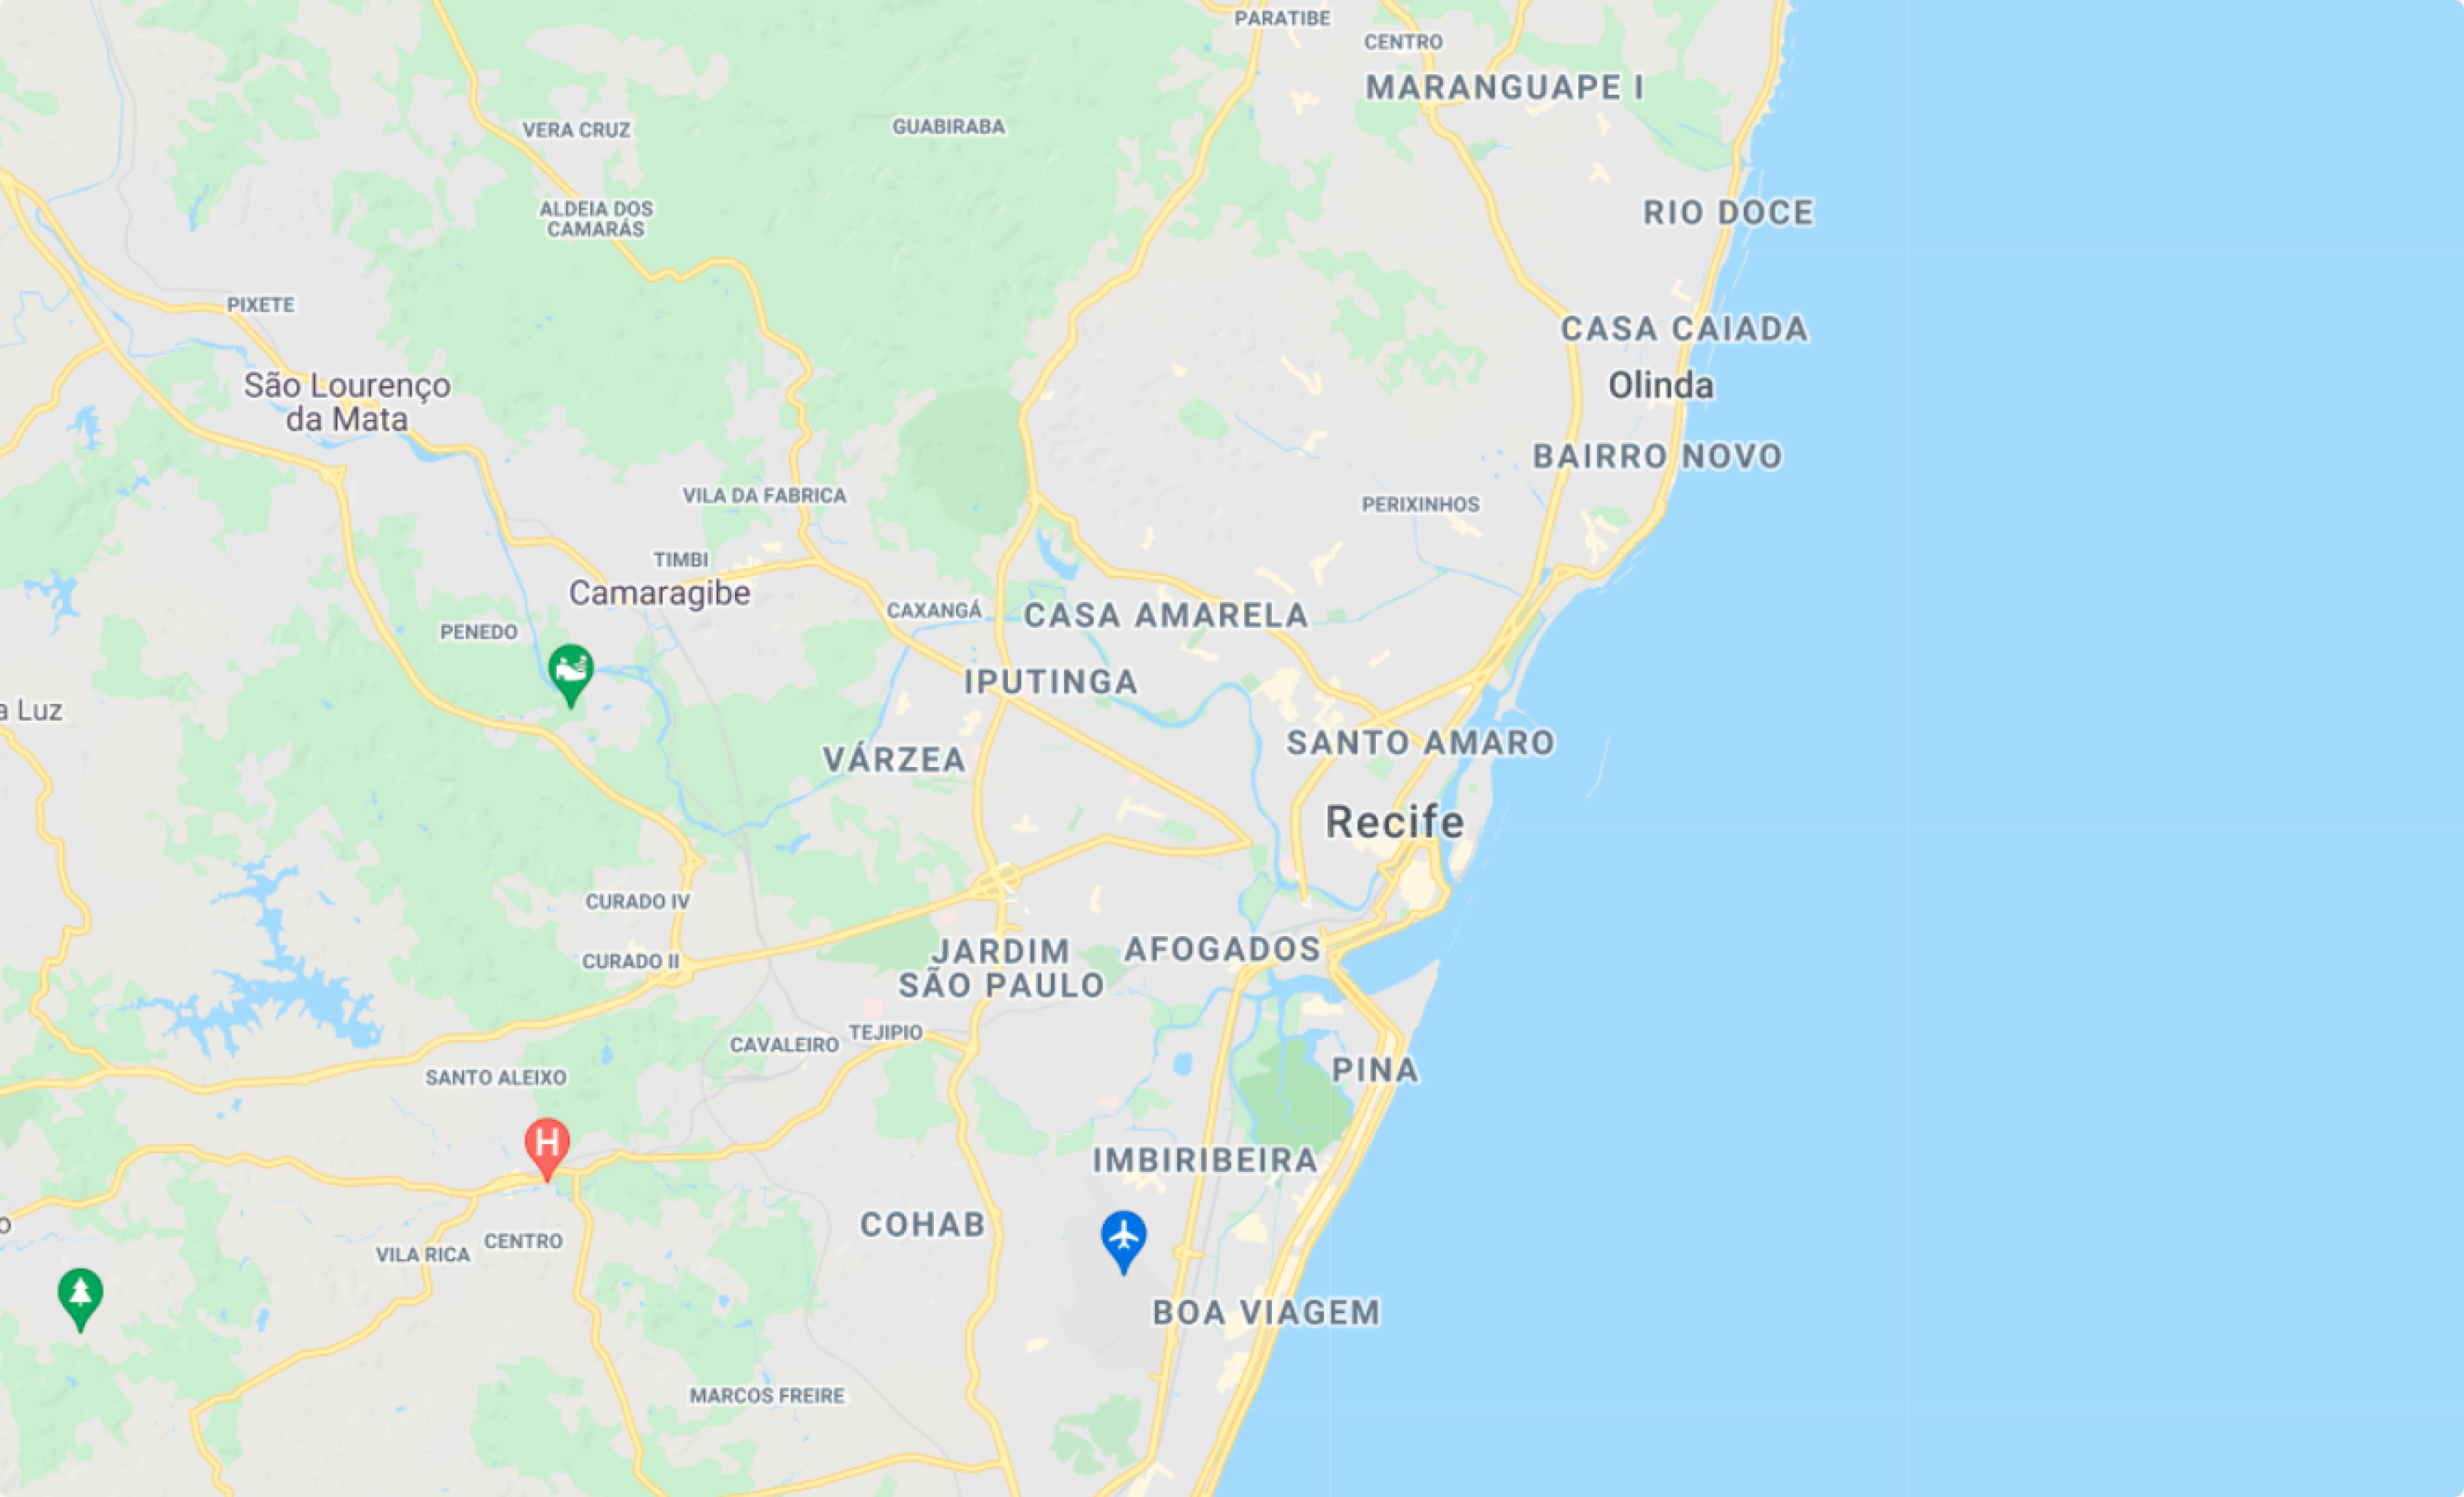 PARATIBE
CENTRO
MARANGUAPE I
VERA CRUZ
GUABIRABA
ALDEIA DOS
CAMARÁS
RIO DOCE
PIXETE
CASA CAIADA
São Lourenço
da Mata
Olinda
BAIRRO NOVO
VILA DA FABRICA
PERIXINHOS
TIMBI
Camaragibe
CAXANGÁ
CASA AMARELA
PENEDO
IPUTINGA
a Luz
SANTO AMARO
VÁRZEA
Recife
CURADO IV
JARDIM
SÃO PAULO
AFOGADOS
CURADO II
TEJIPIO
CAVALEIRO
SANTO ALEIXO
PINA
H
IMBIRIBEIRA
o
COHAB
CENTRO
VILA RICA
BOA VIAGEM
MARCOS FREIRE